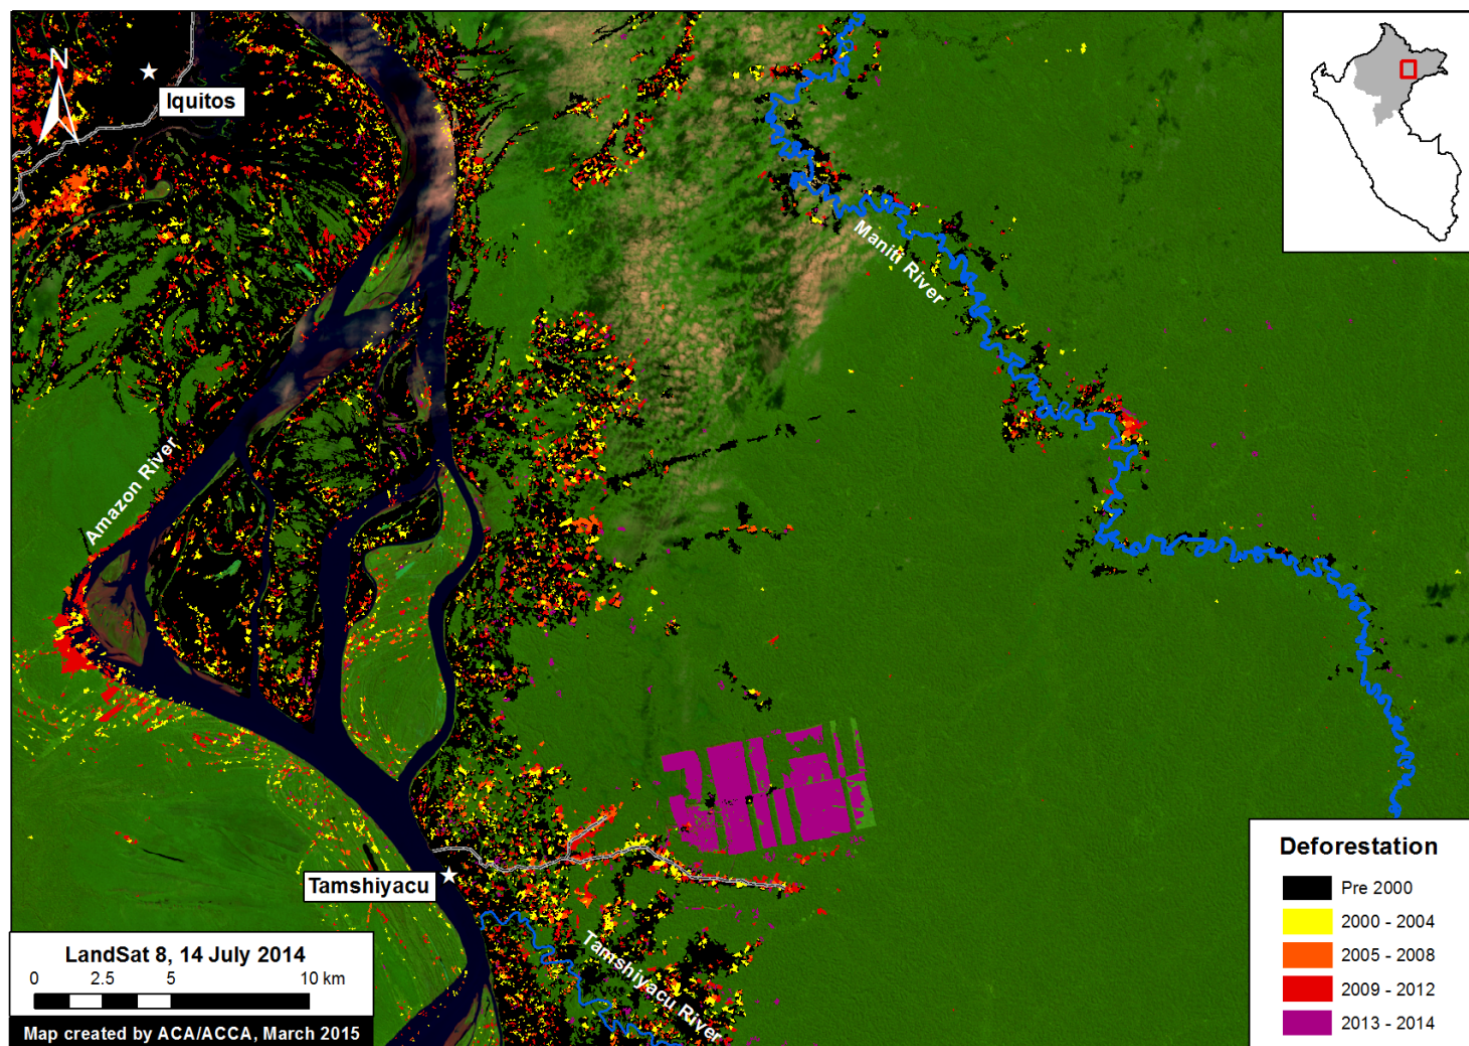 N
Iquitos
Maniti River
Amazon River
Tamshiyacu
Tamshiyacu River
LandSat 8, 14 July 2014
0 2.5 5 10 km
Map created by ACA/ACCA, March 2015
Deforestation
Pre 2000
2000 - 2004
2005 - 2008
2009 - 2012
2013 - 2014